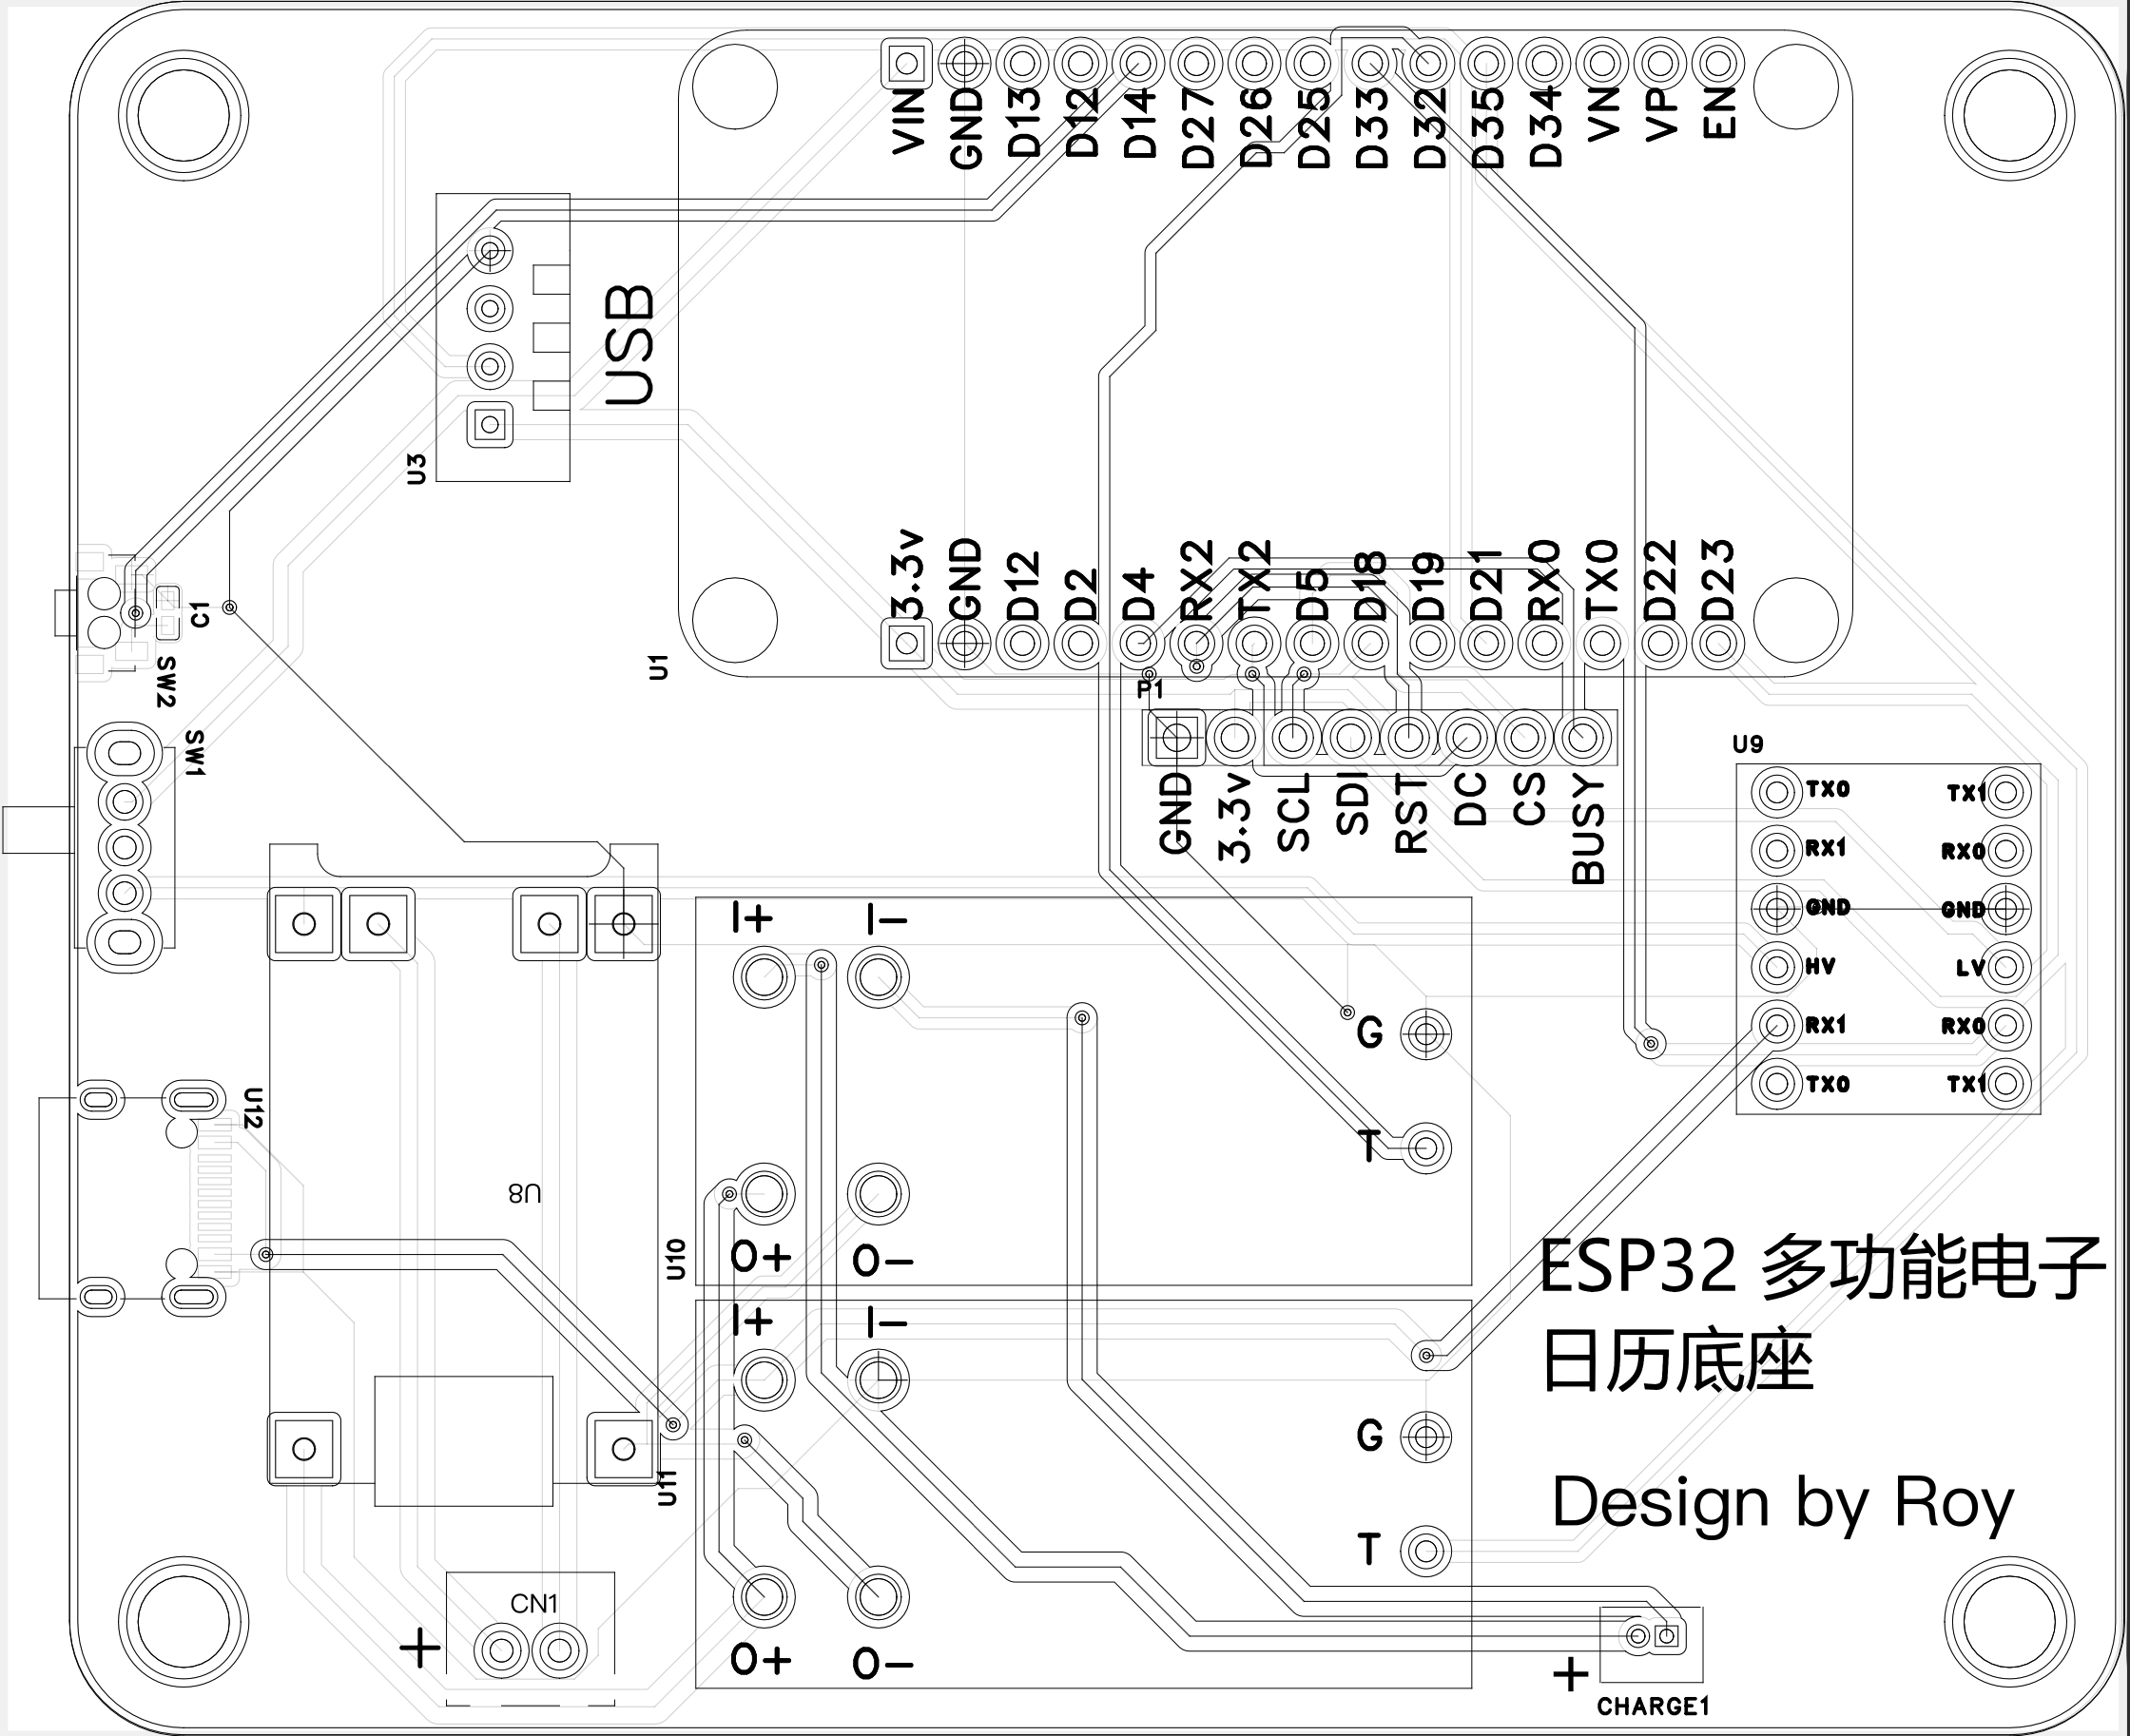 VIN GND D13 D12 D14 D27 D26 D25 D33 D32 D35 D34 VN VP EN
USB
U3
3.3v GND D12 D2 D4 RX2 TX2 D5 D18 D19 D21 RX0 TX0 D22 D23
C1
U1
SW2
P1
SW1
GND 3.3v SCL SDI RST DC CS BUSY
U9
TX0 TX1
RX1 RX0
GND GND
HV LV
RX1 RX0
TX0 TX1
I+ I-
G
T
U12
U8
U10
O+ O-
I+ I-
G
T
U11
O+ O-
ESP32 多功能电子
日历底座
Design by Roy
CN1
+
+
CHARGE1